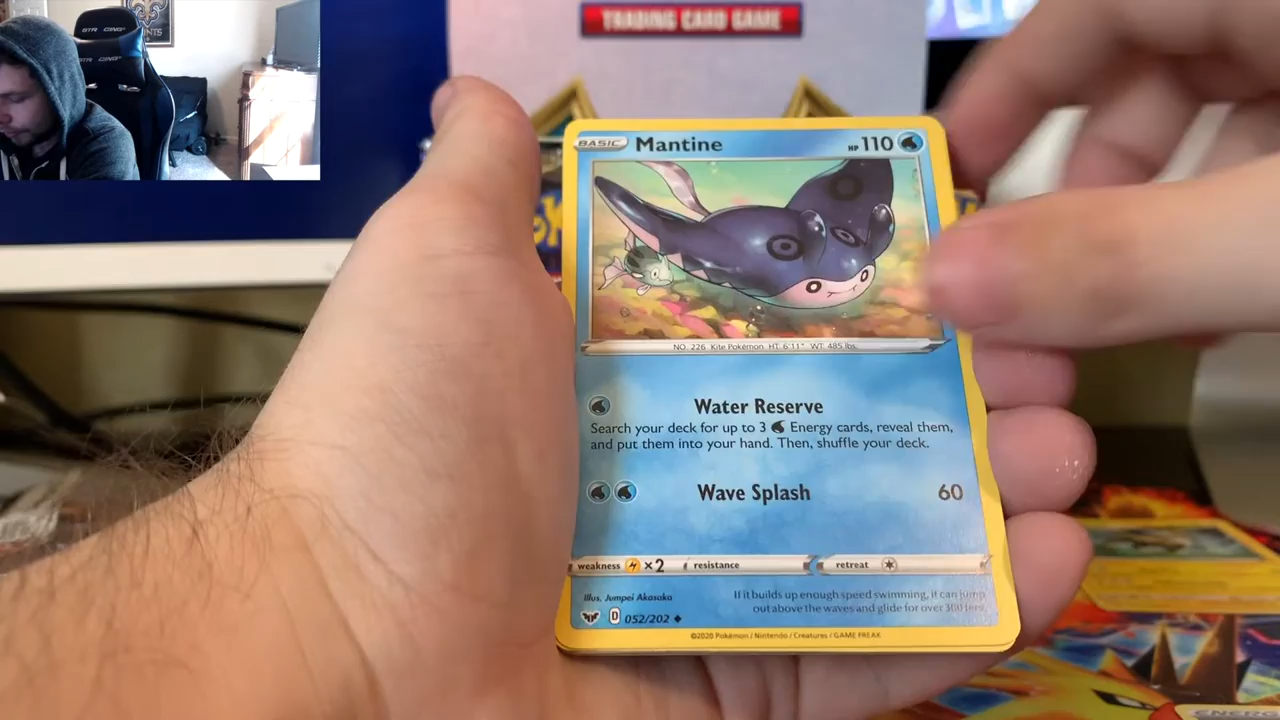 TRADING CARD GAME
BASIC Mantine HP 110
NO. 226 Kite Pokémon HT: 6'11" WT: 485 lbs.
Water Reserve
Search your deck for up to 3 Energy cards, reveal them,
and put them into your hand. Then, shuffle your deck.
Wave Splash 60
weakness ×2 resistance retreat
Illus. Jumpei Akasaka
If it builds up enough speed swimming, it can jump
out above the waves and glide for over 300 feet.
D 052/202
©2020 Pokémon / Nintendo / Creatures / GAME FREAK